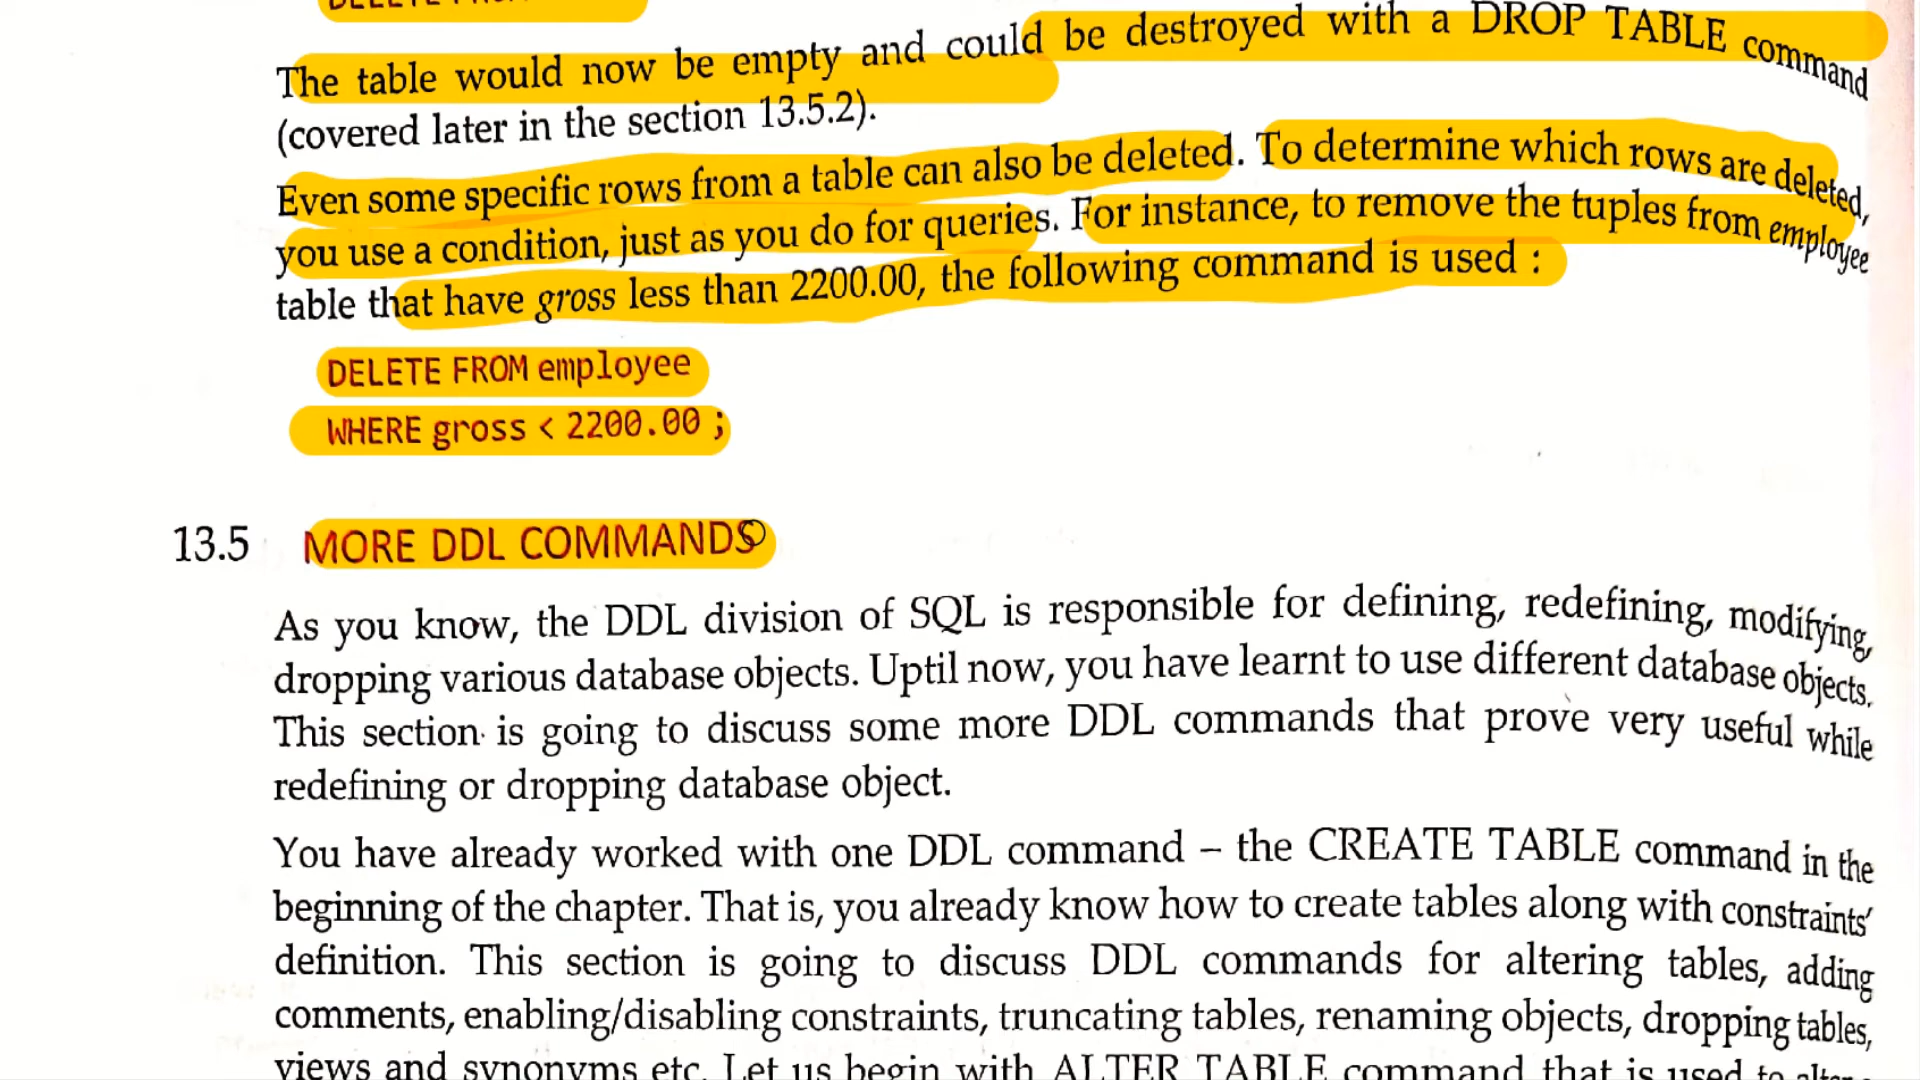 DELETE FROM
The table would now be empty and could be destroyed with a DROP TABLE command
(covered later in the section 13.5.2).
Even some specific rows from a table can also be deleted. To determine which rows are deleted,
you use a condition, just as you do for queries. For instance, to remove the tuples from employee
table that have gross less than 2200.00, the following command is used :
DELETE FROM employee
WHERE gross < 2200.00 ;
13.5 MORE DDL COMMANDS
As you know, the DDL division of SQL is responsible for defining, redefining, modifying,
dropping various database objects. Uptil now, you have learnt to use different database objects.
This section is going to discuss some more DDL commands that prove very useful while
redefining or dropping database object.
You have already worked with one DDL command – the CREATE TABLE command in the
beginning of the chapter. That is, you already know how to create tables along with constraints'
definition. This section is going to discuss DDL commands for altering tables, adding
comments, enabling/disabling constraints, truncating tables, renaming objects, dropping tables,
views and synonyms etc. Let us begin with ALTER TABLE command that is used to